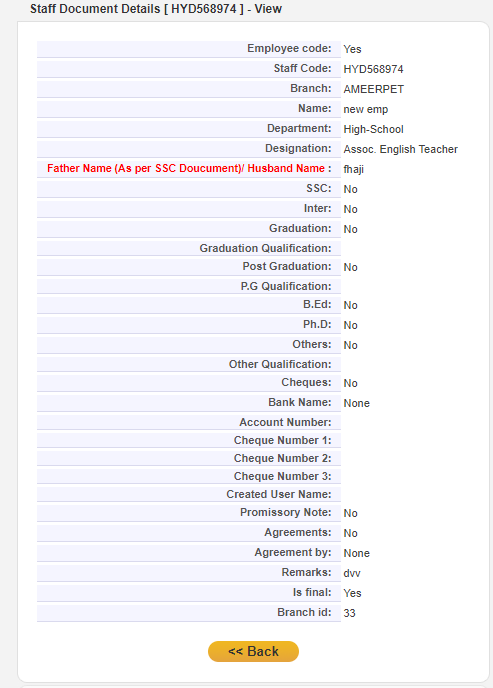 Staff Document Details [ HYD568974 ] - View
Employee code: Yes
Staff Code: HYD568974
Branch: AMEERPET
Name: new emp
Department: High-School
Designation: Assoc. English Teacher
Father Name (As per SSC Doucument)/ Husband Name : fhaji
SSC: No
Inter: No
Graduation: No
Graduation Qualification:
Post Graduation: No
P.G Qualification:
B.Ed: No
Ph.D: No
Others: No
Other Qualification:
Cheques: No
Bank Name: None
Account Number:
Cheque Number 1:
Cheque Number 2:
Cheque Number 3:
Created User Name:
Promissory Note: No
Agreements: No
Agreement by: None
Remarks: dvv
Is final: Yes
Branch id: 33
<< Back